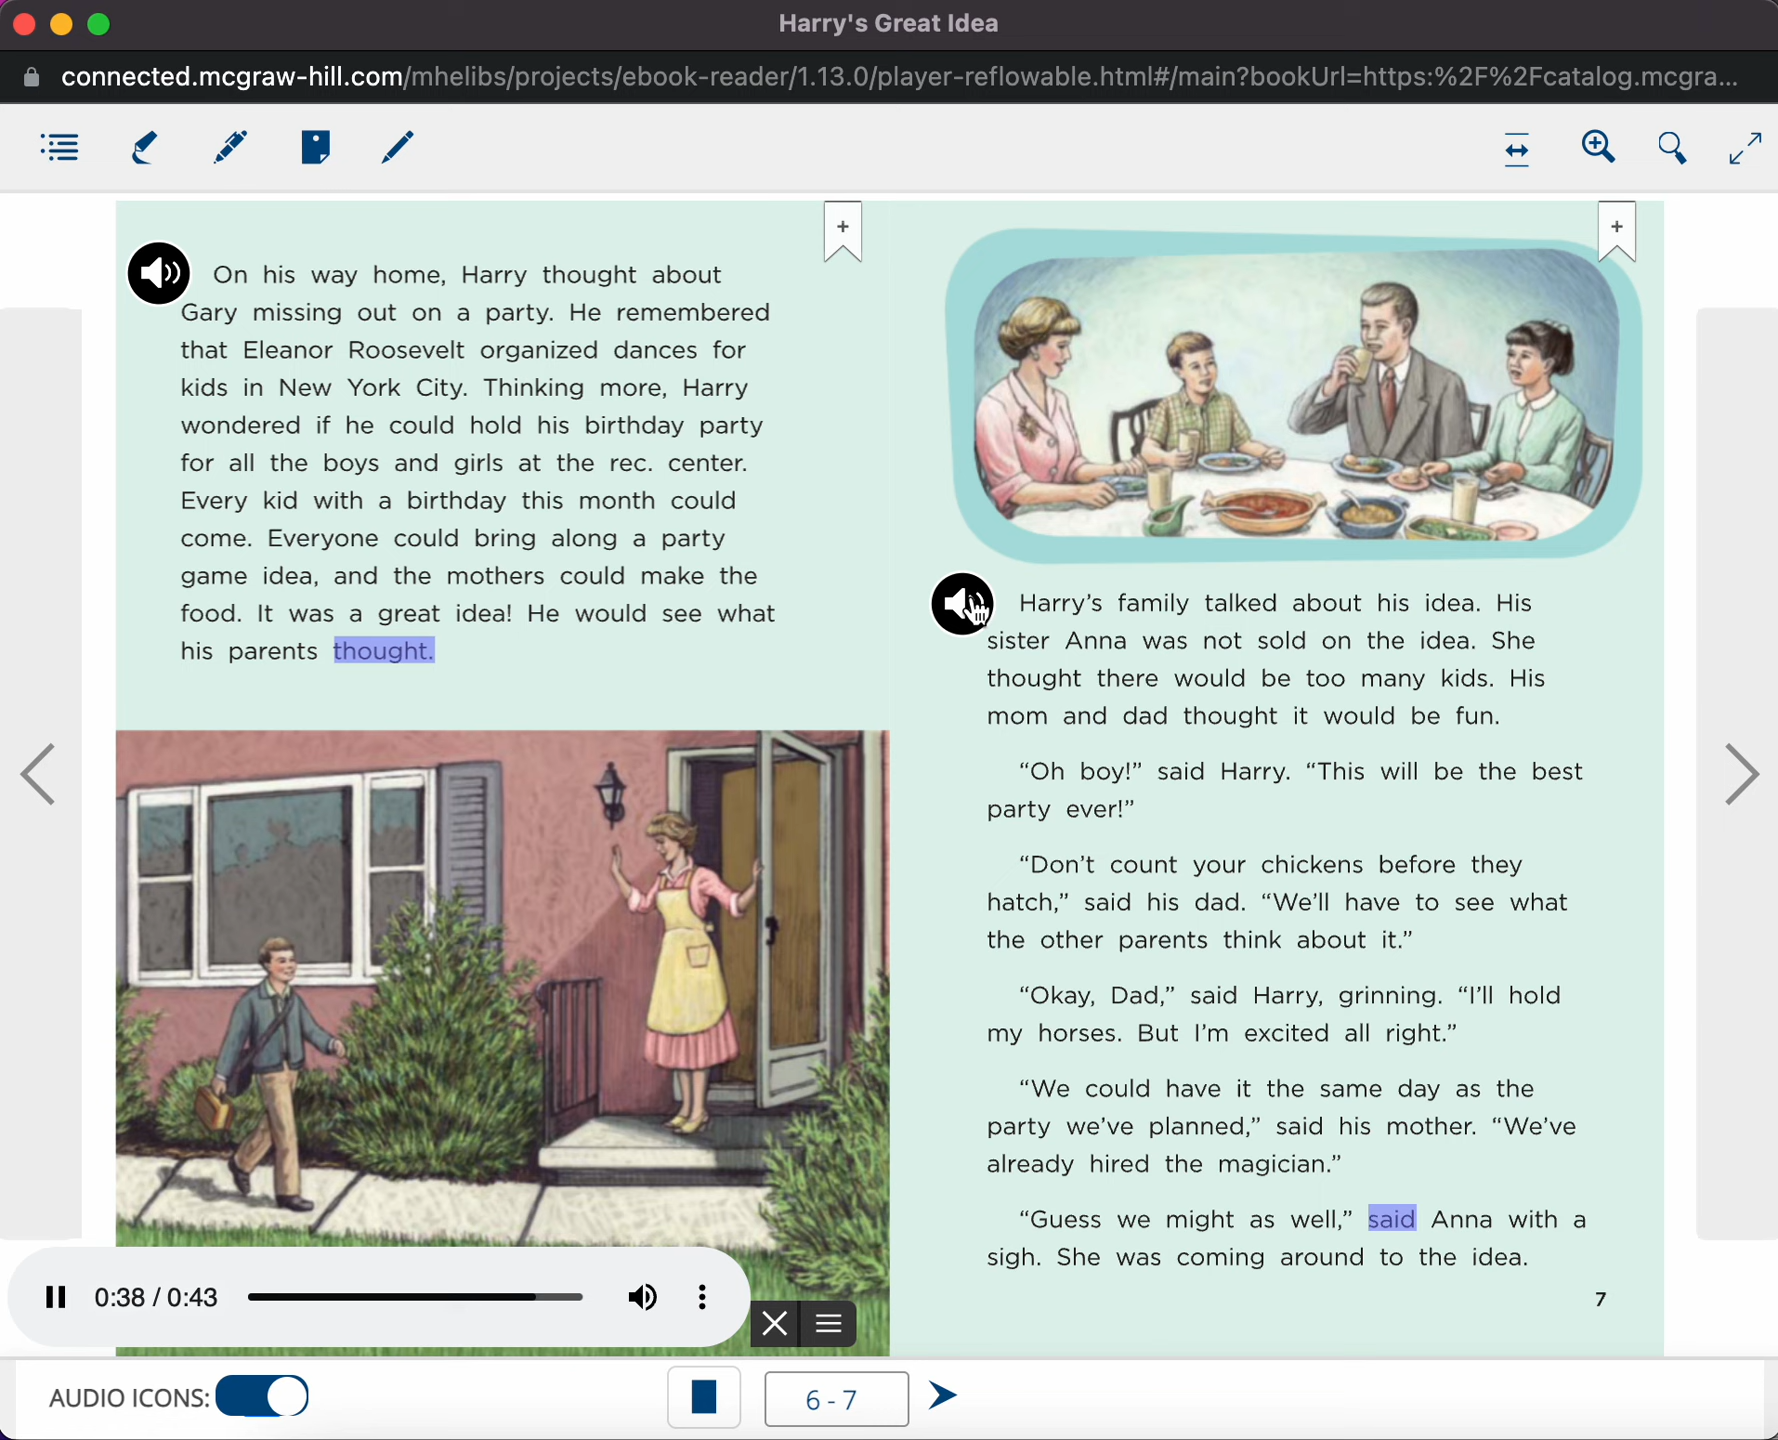 Harry's Great Idea
connected.mcgraw-hill.com/mhelibs/projects/ebook-reader/1.13.0/player-reflowable.html#/main?bookUrl=https:%2F%2Fcatalog.mcgra...
On his way home, Harry thought about
Gary missing out on a party. He remembered
that Eleanor Roosevelt organized dances for
kids in New York City. Thinking more, Harry
wondered if he could hold his birthday party
for all the boys and girls at the rec. center.
Every kid with a birthday this month could
come. Everyone could bring along a party
game idea, and the mothers could make the
food. It was a great idea! He would see what
his parents thought.
Harry’s family talked about his idea. His
sister Anna was not sold on the idea. She
thought there would be too many kids. His
mom and dad thought it would be fun.
“Oh boy!” said Harry. “This will be the best
party ever!”
“Don’t count your chickens before they
hatch,” said his dad. “We’ll have to see what
the other parents think about it.”
“Okay, Dad,” said Harry, grinning. “I’ll hold
my horses. But I’m excited all right.”
“We could have it the same day as the
party we’ve planned,” said his mother. “We’ve
already hired the magician.”
“Guess we might as well,” said Anna with a
sigh. She was coming around to the idea.
7
0:38 / 0:43
AUDIO ICONS:
6 - 7